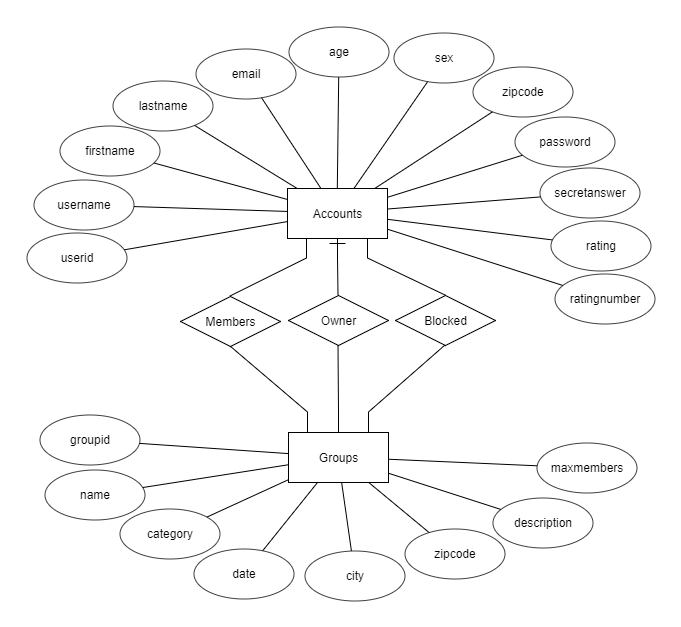 age
sex
email
zipcode
lastname
password
firstname
secretanswer
username
Accounts
rating
userid
ratingnumber
Members
Owner
Blocked
groupid
Groups
maxmembers
name
description
category
zipcode
date
city